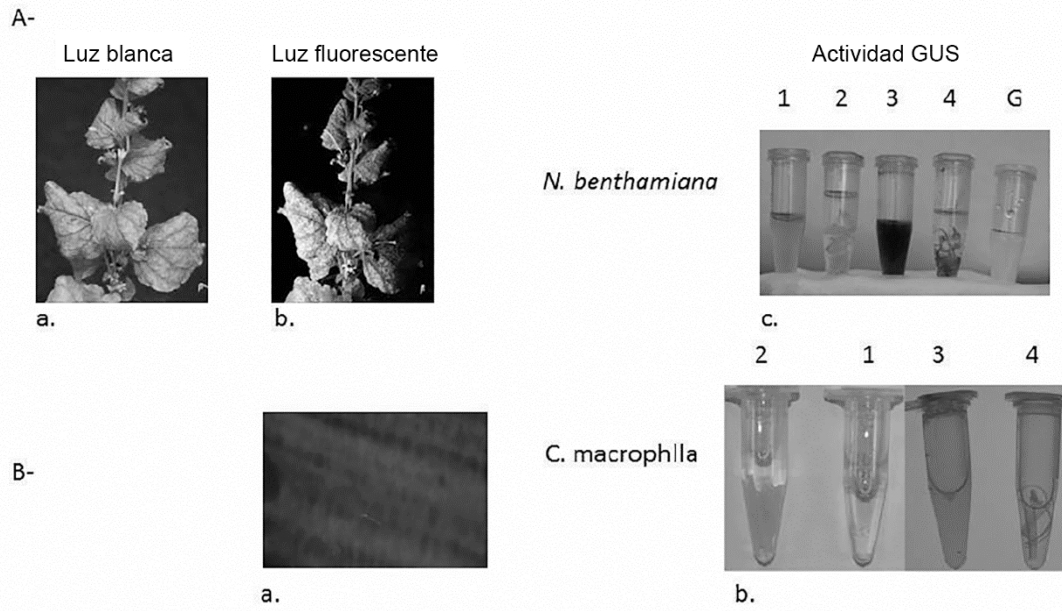 A-
Luz blanca
Luz fluorescente
Actividad GUS
1 2 3 4 G
N. benthamiana
a.
b.
c.
2 1 3 4
B-
C. macrophlla
a.
b.